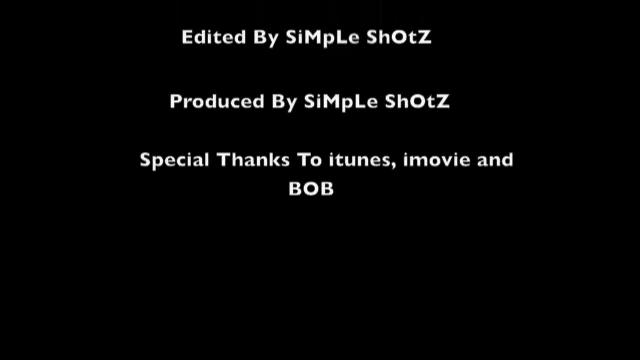 Edited By SiMpLe ShOtZ
Produced By SiMpLe ShOtZ
Special Thanks To itunes, imovie and
BOB